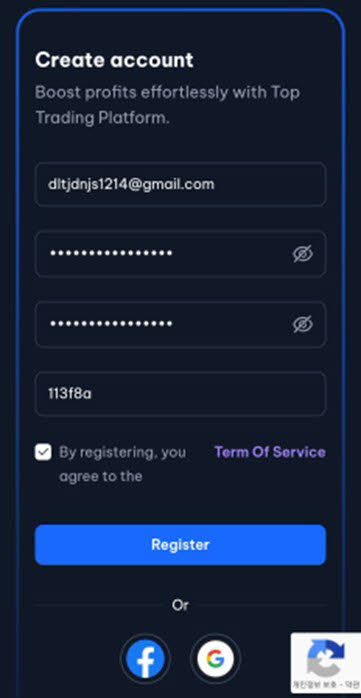 Create account
Boost profits effortlessly with Top
Trading Platform.
dltjdnjs1214@gmail.com
••••••••••••••••
••••••••••••••••
113f8a
By registering, you
agree to the
Term Of Service
Register
Or
개인정보 보호 - 약관